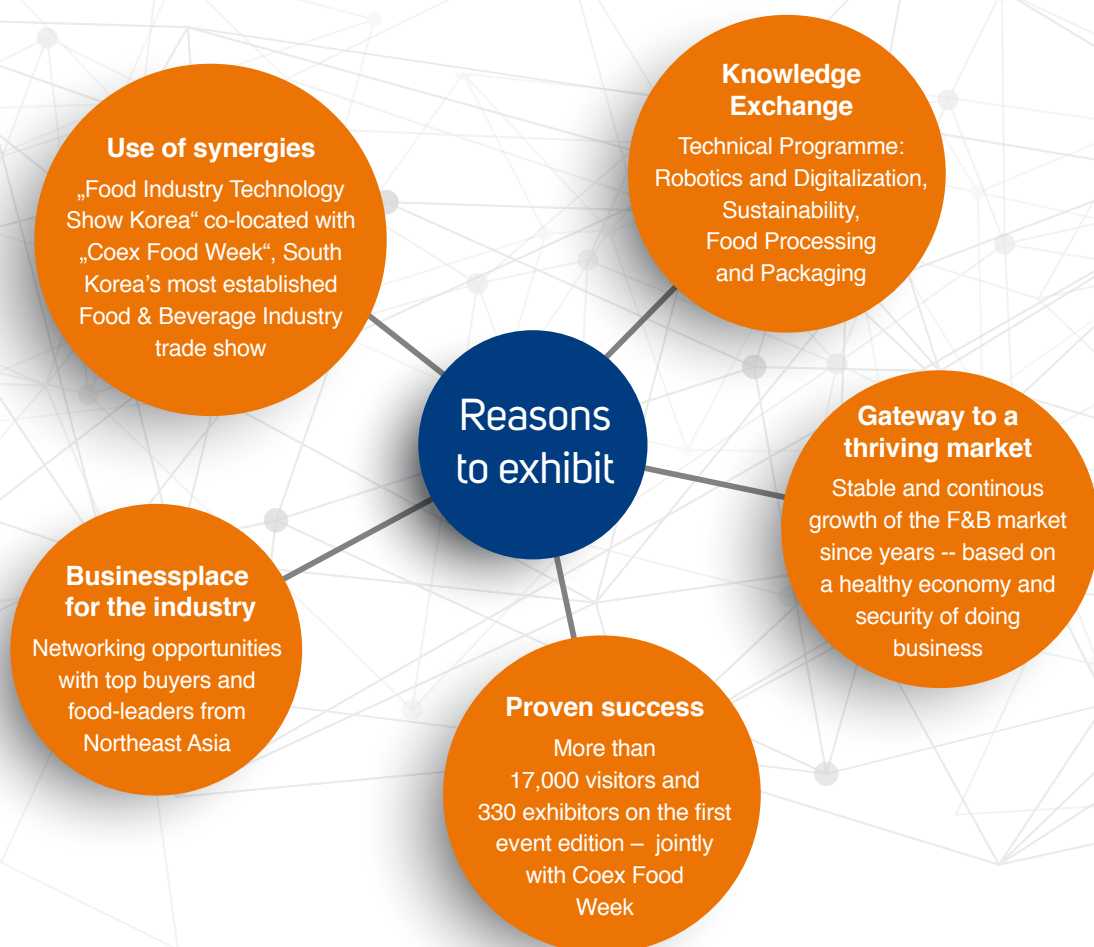 Reasons
to exhibit
Use of synergies
„Food Industry Technology
Show Korea“ co-located with
„Coex Food Week“, South
Korea’s most established
Food & Beverage Industry
trade show
Knowledge
Exchange
Technical Programme:
Robotics and Digitalization,
Sustainability,
Food Processing
and Packaging
Gateway to a
thriving market
Stable and continous
growth of the F&B market
since years -- based on
a healthy economy and
security of doing
business
Businessplace
for the industry
Networking opportunities
with top buyers and
food-leaders from
Northeast Asia
Proven success
More than
17,000 visitors and
330 exhibitors on the first
event edition – jointly
with Coex Food
Week